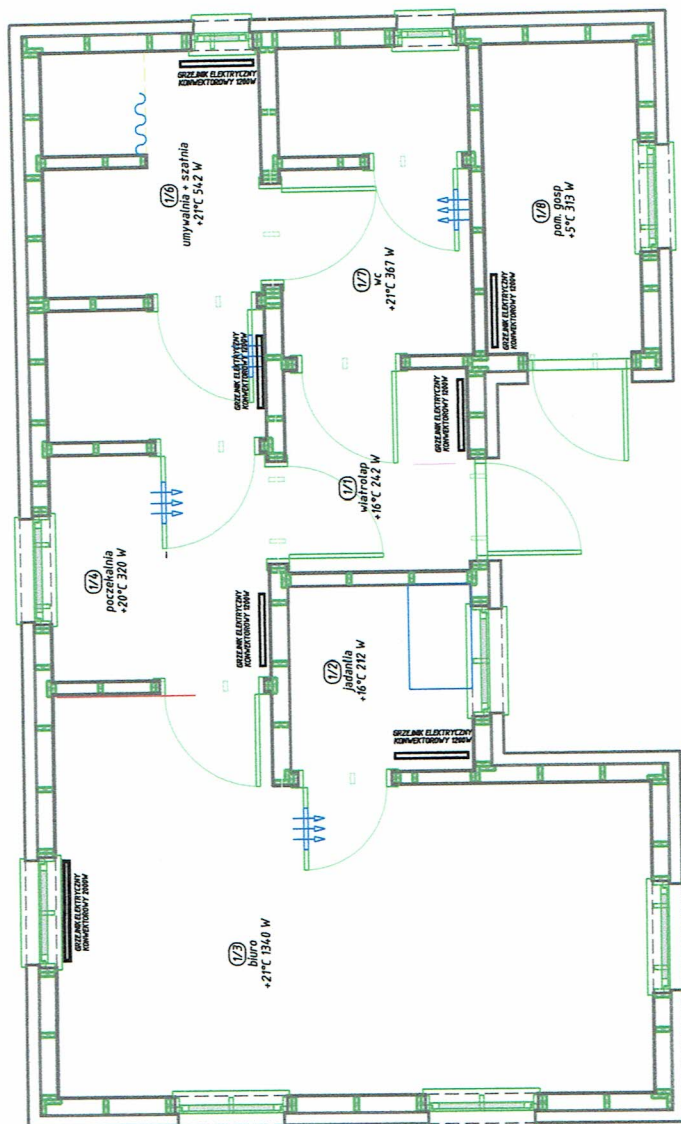 GRZEJNIK ELEKTRYCZNY
KONWEKTOROWY 1200W
1/6
umywalnia + szatnia
+21°C 542 W
1/8
pom. gosp
+5°C 313 W
1/7
wc
+21°C 367 W
GRZEJNIK ELEKTRYCZNY
KONWEKTOROWY 1200W
GRZEJNIK ELEKTRYCZNY
KONWEKTOROWY 1200W
GRZEJNIK ELEKTRYCZNY
KONWEKTOROWY 1200W
1/1
wiatrołap
+16°C 242 W
1/4
poczekalnia
+20°C 320 W
GRZEJNIK ELEKTRYCZNY
KONWEKTOROWY 1200W
1/2
jadania
+16°C 212 W
GRZEJNIK ELEKTRYCZNY
KONWEKTOROWY 1200W
GRZEJNIK ELEKTRYCZNY
KONWEKTOROWY 2000W
1/3
biuro
+21°C 1340 W